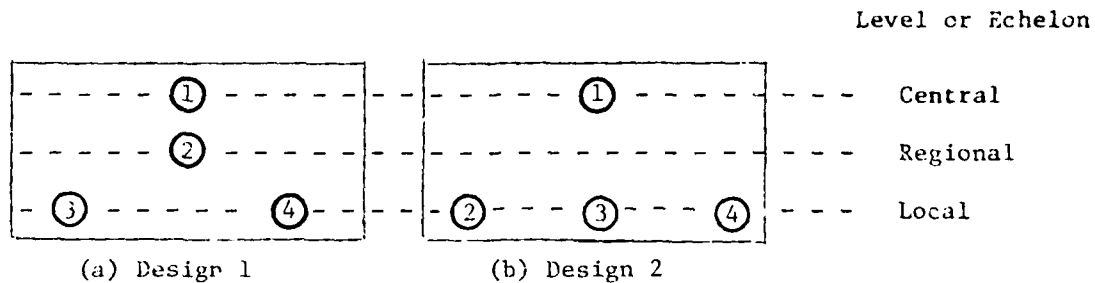 Level or Echelon
1 1 Central
2 Regional
3 4 2 3 4 Local
(a) Design 1 (b) Design 2